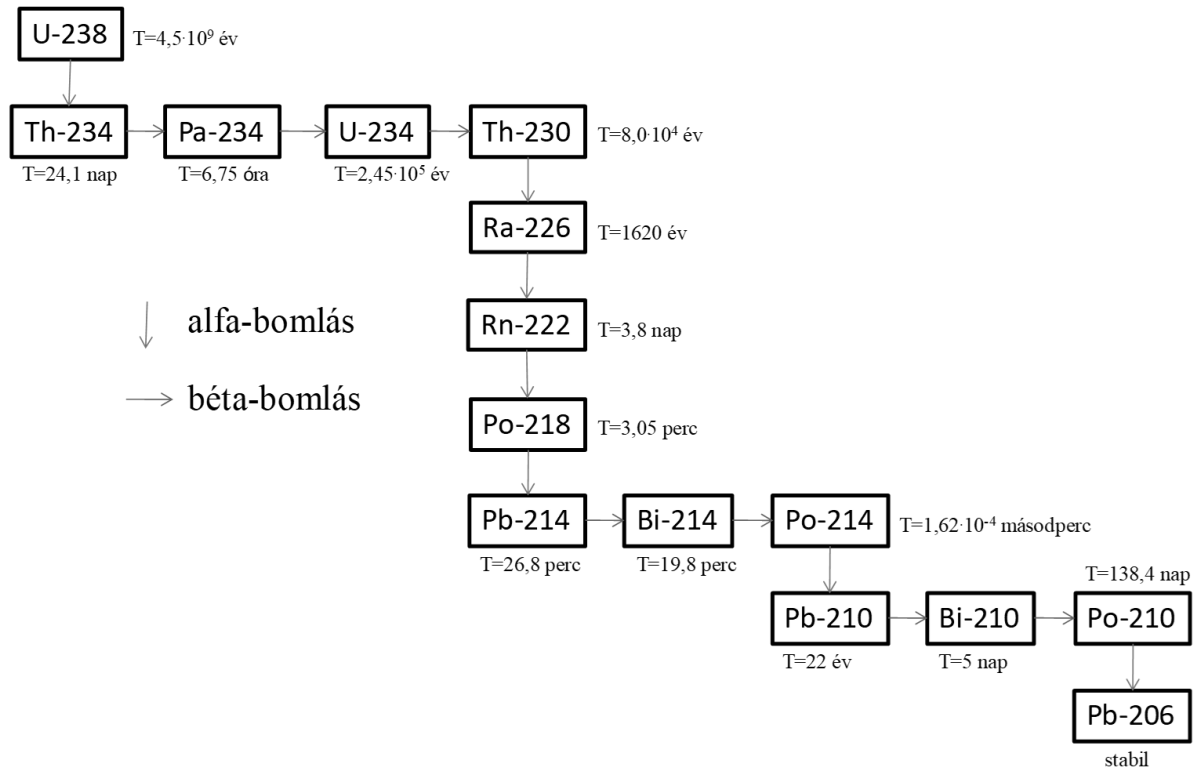 U-238 T=4,5·10⁹ év
Th-234 Pa-234 U-234 Th-230 T=8,0·10⁴ év
T=24,1 nap T=6,75 óra T=2,45·10⁵ év
Ra-226 T=1620 év
alfa-bomlás Rn-222 T=3,8 nap
béta-bomlás
Po-218 T=3,05 perc
Pb-214 Bi-214 Po-214 T=1,62·10⁻⁴ másodperc
T=26,8 perc T=19,8 perc
T=138,4 nap
Pb-210 Bi-210 Po-210
T=22 év T=5 nap
Pb-206
stabil